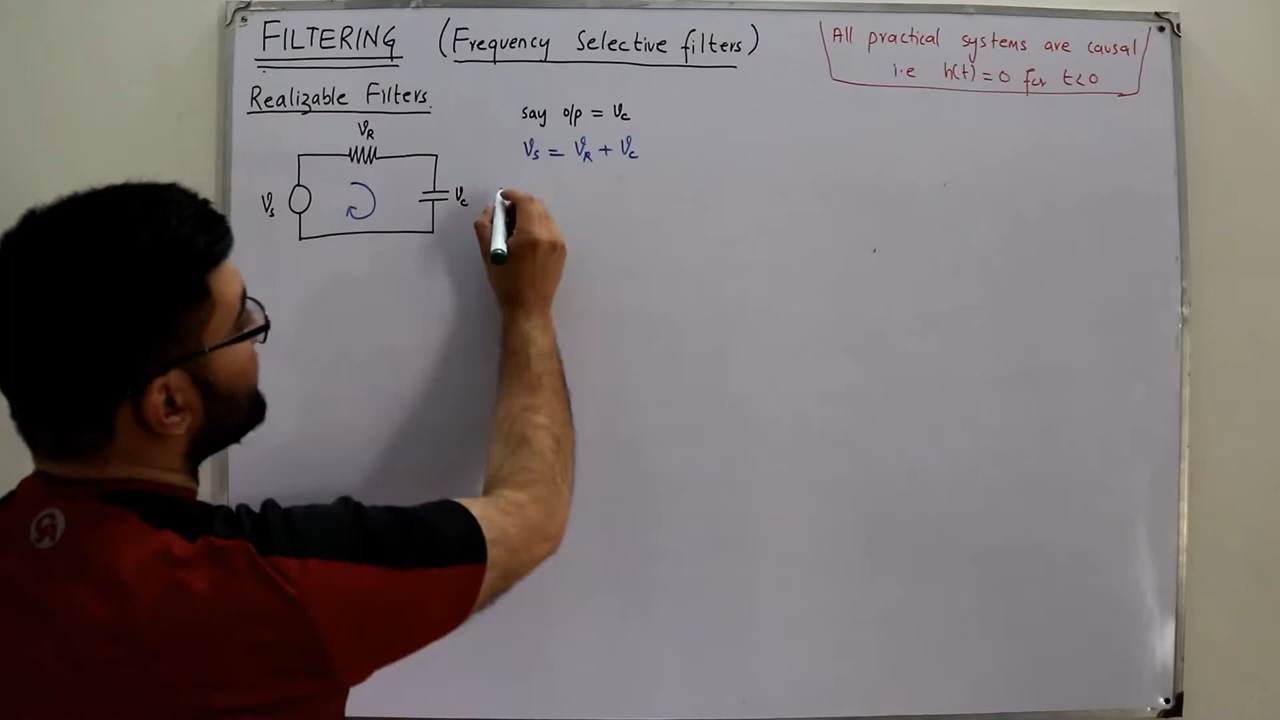 FILTERING (Frequency Selective filters)
All practical systems are causal
i.e h(t) = 0 for t<0
Realizable Filters
say o/p = Vc
Vs = VR + Vc
VR
Vs
Vc